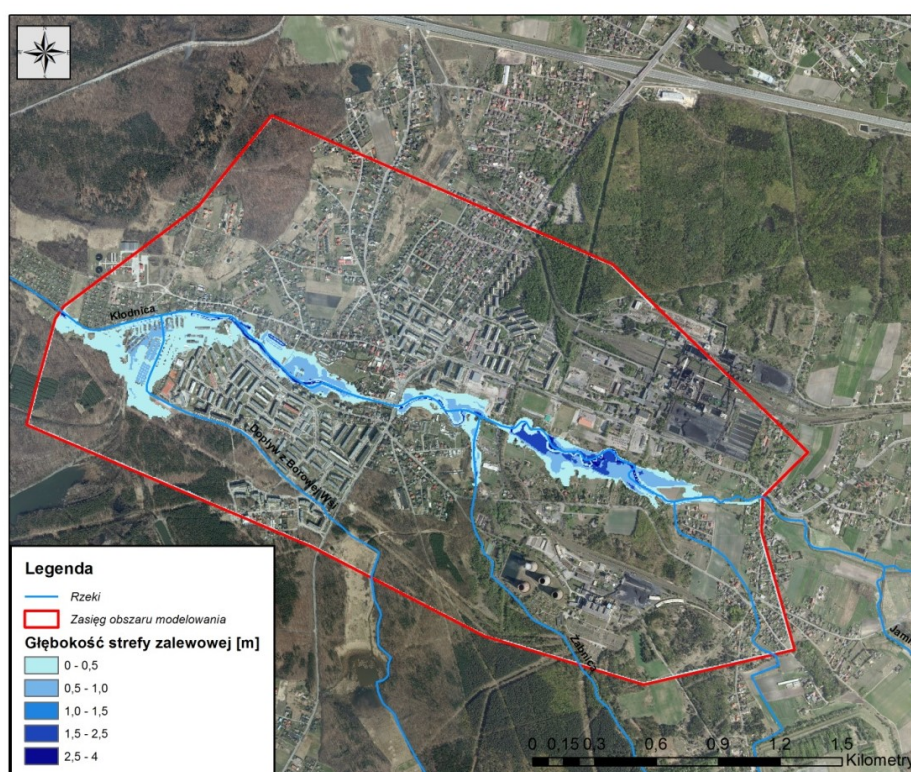 Kłodnica
Dopływ z Borowej Wsi
Żabnica
Jamn
Legenda
Rzeki
Zasięg obszaru modelowania
Głębokość strefy zalewowej [m]
0 - 0,5
0,5 - 1,0
1,0 - 1,5
1,5 - 2,5
2,5 - 4
0 0,15 0,3 0,6 0,9 1,2 1,5
Kilometry